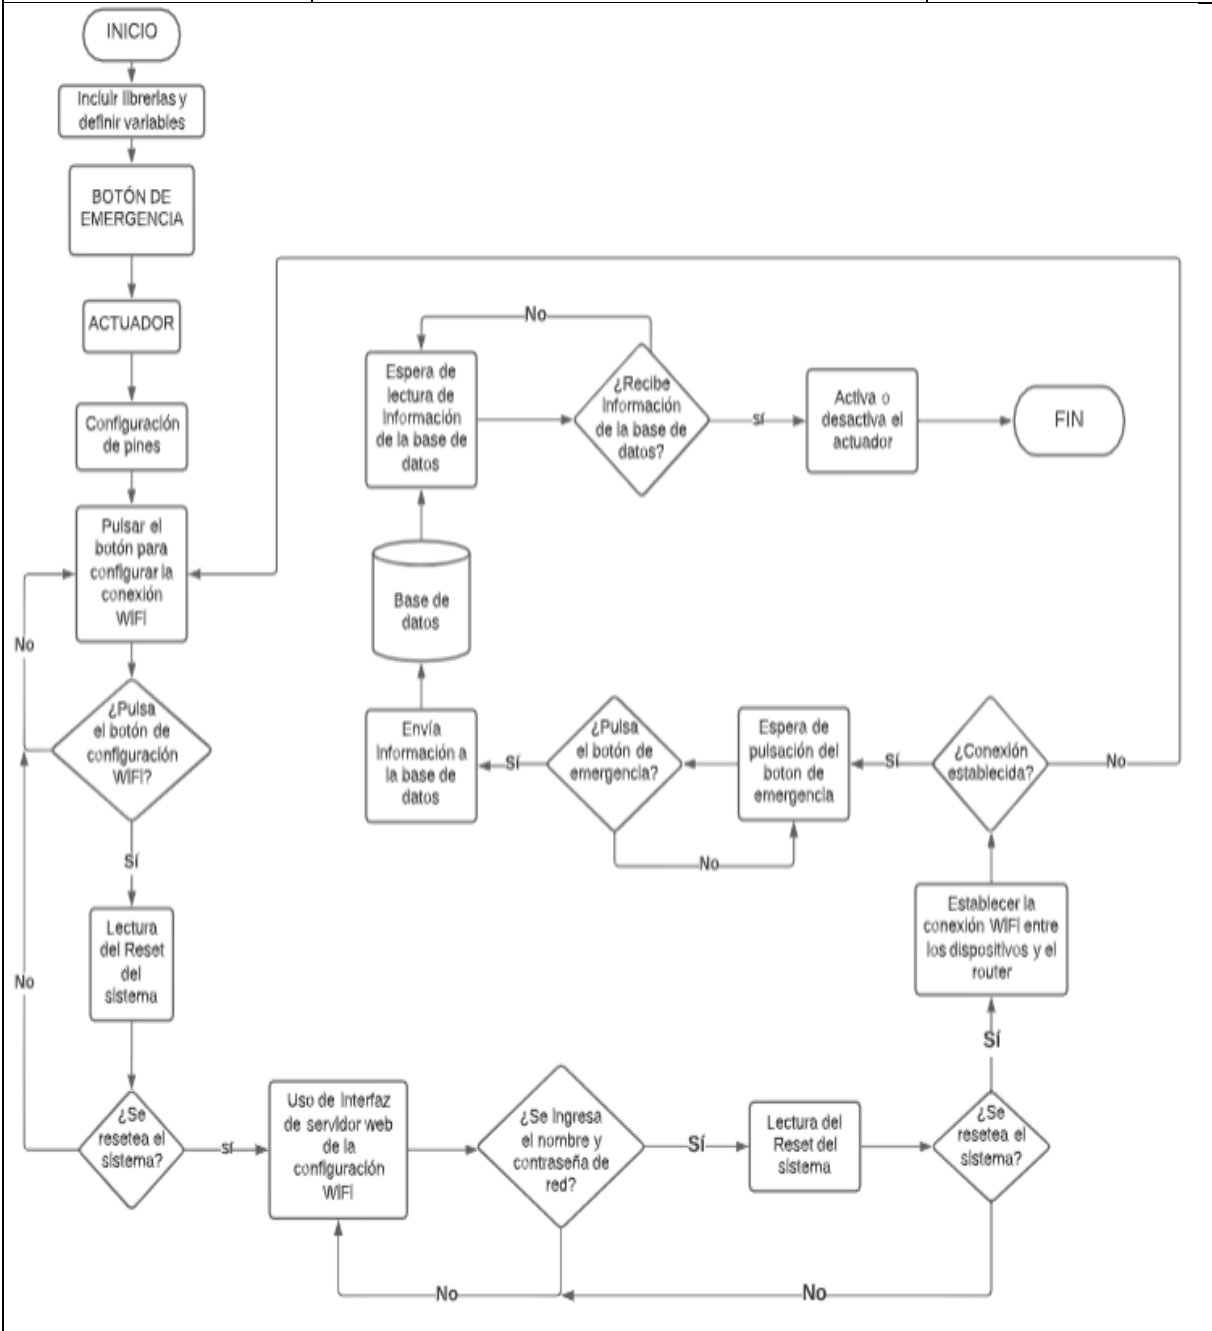 INICIO
Incluir librerías y
definir variables
BOTÓN DE
EMERGENCIA
ACTUADOR
Configuración
de pines
Pulsar el
botón para
configurar la
conexión
WiFi
No
¿Pulsa
el botón de
configuración
WiFi?
Sí
Lectura
del Reset
del
sistema
No
¿Se
resetea el
sistema?
sí
Uso de Interfaz
de servidor web
de la
configuración
WiFi
No
¿Se ingresa
el nombre y
contraseña de
red?
Sí
Lectura del
Reset del
sistema
¿Se
resetea el
sistema?
No
Sí
Establecer la
conexión WiFi entre
los dispositivos y el
router
¿Conexión
establecida?
No
Sí
Espera de
pulsación del
boton de
emergencia
¿Pulsa
el botón de
emergencia?
No
Sí
Envía
Información a
la base de
datos
Base de
datos
Espera de
lectura de
Información
de la base de
datos
No
¿Recibe
Información
de la base de
datos?
sí
Activa o
desactiva el
actuador
FIN